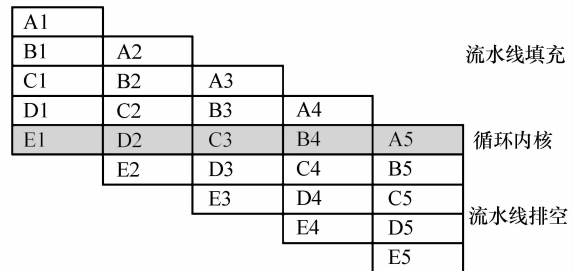 A1
B1 A2 流水线填充
C1 B2 A3
D1 C2 B3 A4
E1 D2 C3 B4 A5 循环内核
E2 D3 C4 B5
E3 D4 C5 流水线排空
E4 D5
E5